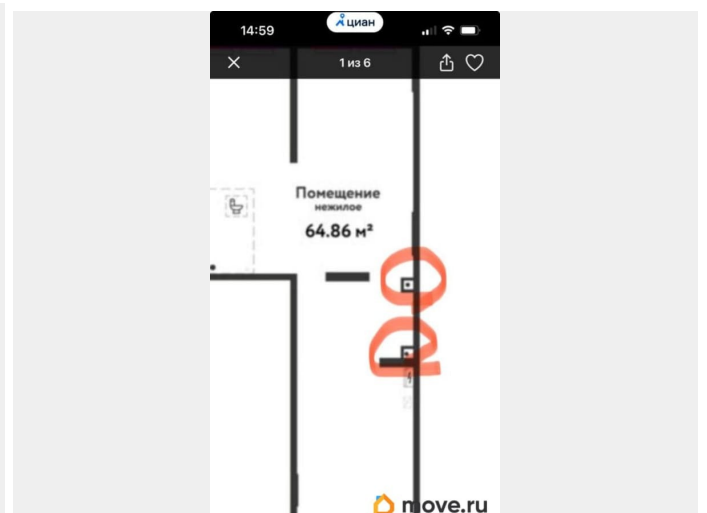 14:59
циан
1 из 6
Помещение
нежилое
64.86 м²
move.ru